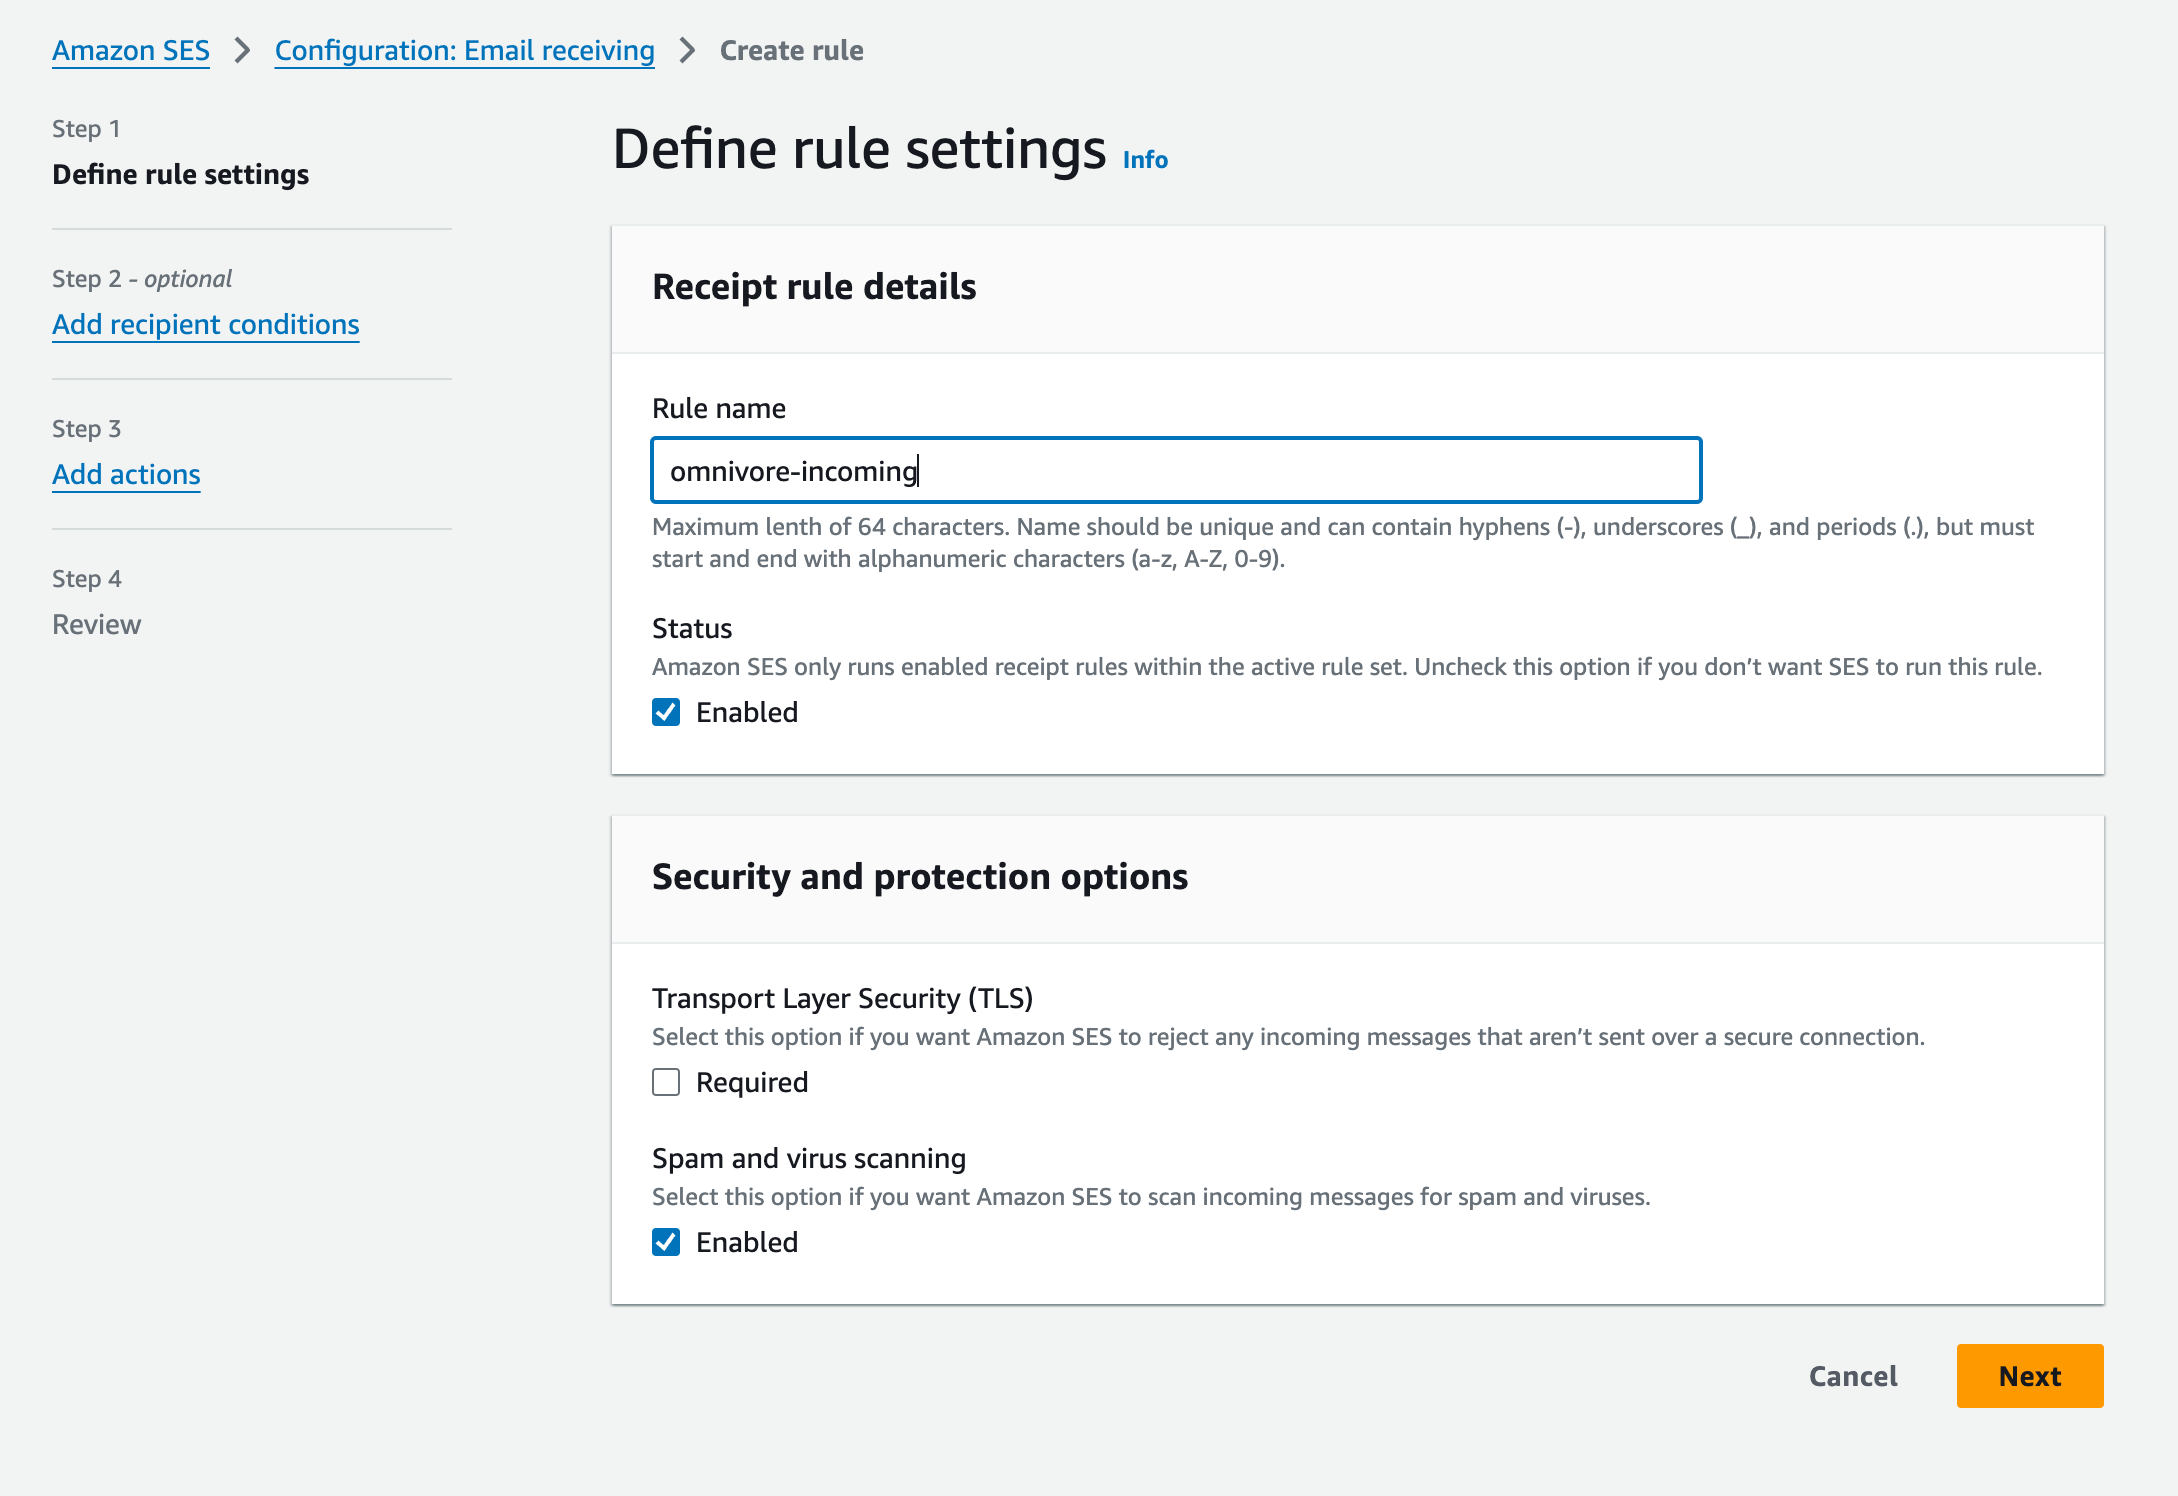 Amazon SES > Configuration: Email receiving > Create rule
Step 1
Define rule settings
Step 2 - optional
Add recipient conditions
Step 3
Add actions
Step 4
Review
Define rule settings Info
Receipt rule details
Rule name
omnivore-incoming
Maximum lenth of 64 characters. Name should be unique and can contain hyphens (-), underscores (_), and periods (.), but must
start and end with alphanumeric characters (a-z, A-Z, 0-9).
Status
Amazon SES only runs enabled receipt rules within the active rule set. Uncheck this option if you don’t want SES to run this rule.
Enabled
Security and protection options
Transport Layer Security (TLS)
Select this option if you want Amazon SES to reject any incoming messages that aren’t sent over a secure connection.
Required
Spam and virus scanning
Select this option if you want Amazon SES to scan incoming messages for spam and viruses.
Enabled
Cancel
Next